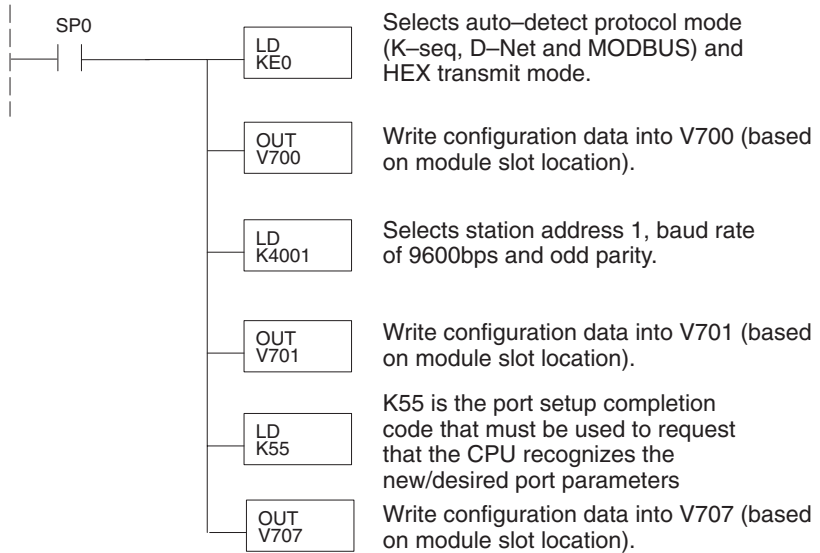 SP0
LD
KE0
Selects auto–detect protocol mode
(K–seq, D–Net and MODBUS) and
HEX transmit mode.
OUT
V700
Write configuration data into V700 (based
on module slot location).
LD
K4001
Selects station address 1, baud rate
of 9600bps and odd parity.
OUT
V701
Write configuration data into V701 (based
on module slot location).
LD
K55
K55 is the port setup completion
code that must be used to request
that the CPU recognizes the
new/desired port parameters
OUT
V707
Write configuration data into V707 (based
on module slot location).